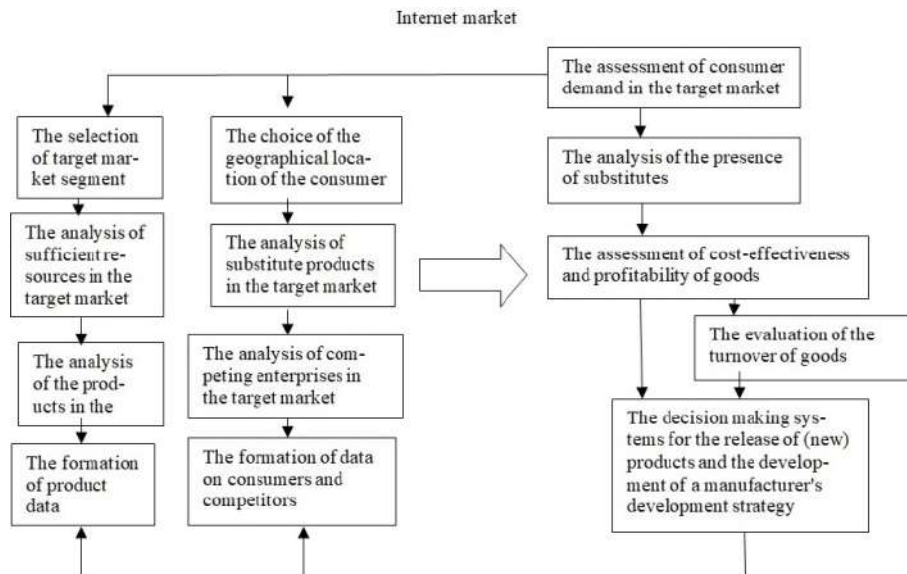 Internet market
The assessment of consumer
demand in the target market
The selection
of target mar-
ket segment
The choice of the
geographical loca-
tion of the consumer
The analysis of the presence
of substitutes
The analysis of
sufficient re-
sources in the
target market
The analysis of
substitute products
in the target market
The assessment of cost-effectiveness
and profitability of goods
The evaluation of the
turnover of goods
The analysis
of the prod-
ucts in the
The analysis of com-
peting enterprises in
the target market
The decision making sys-
tems for the release of (new)
products and the develop-
ment of a manufacturer's
development strategy
The formation
of product
data
The formation of data
on consumers and
competitors